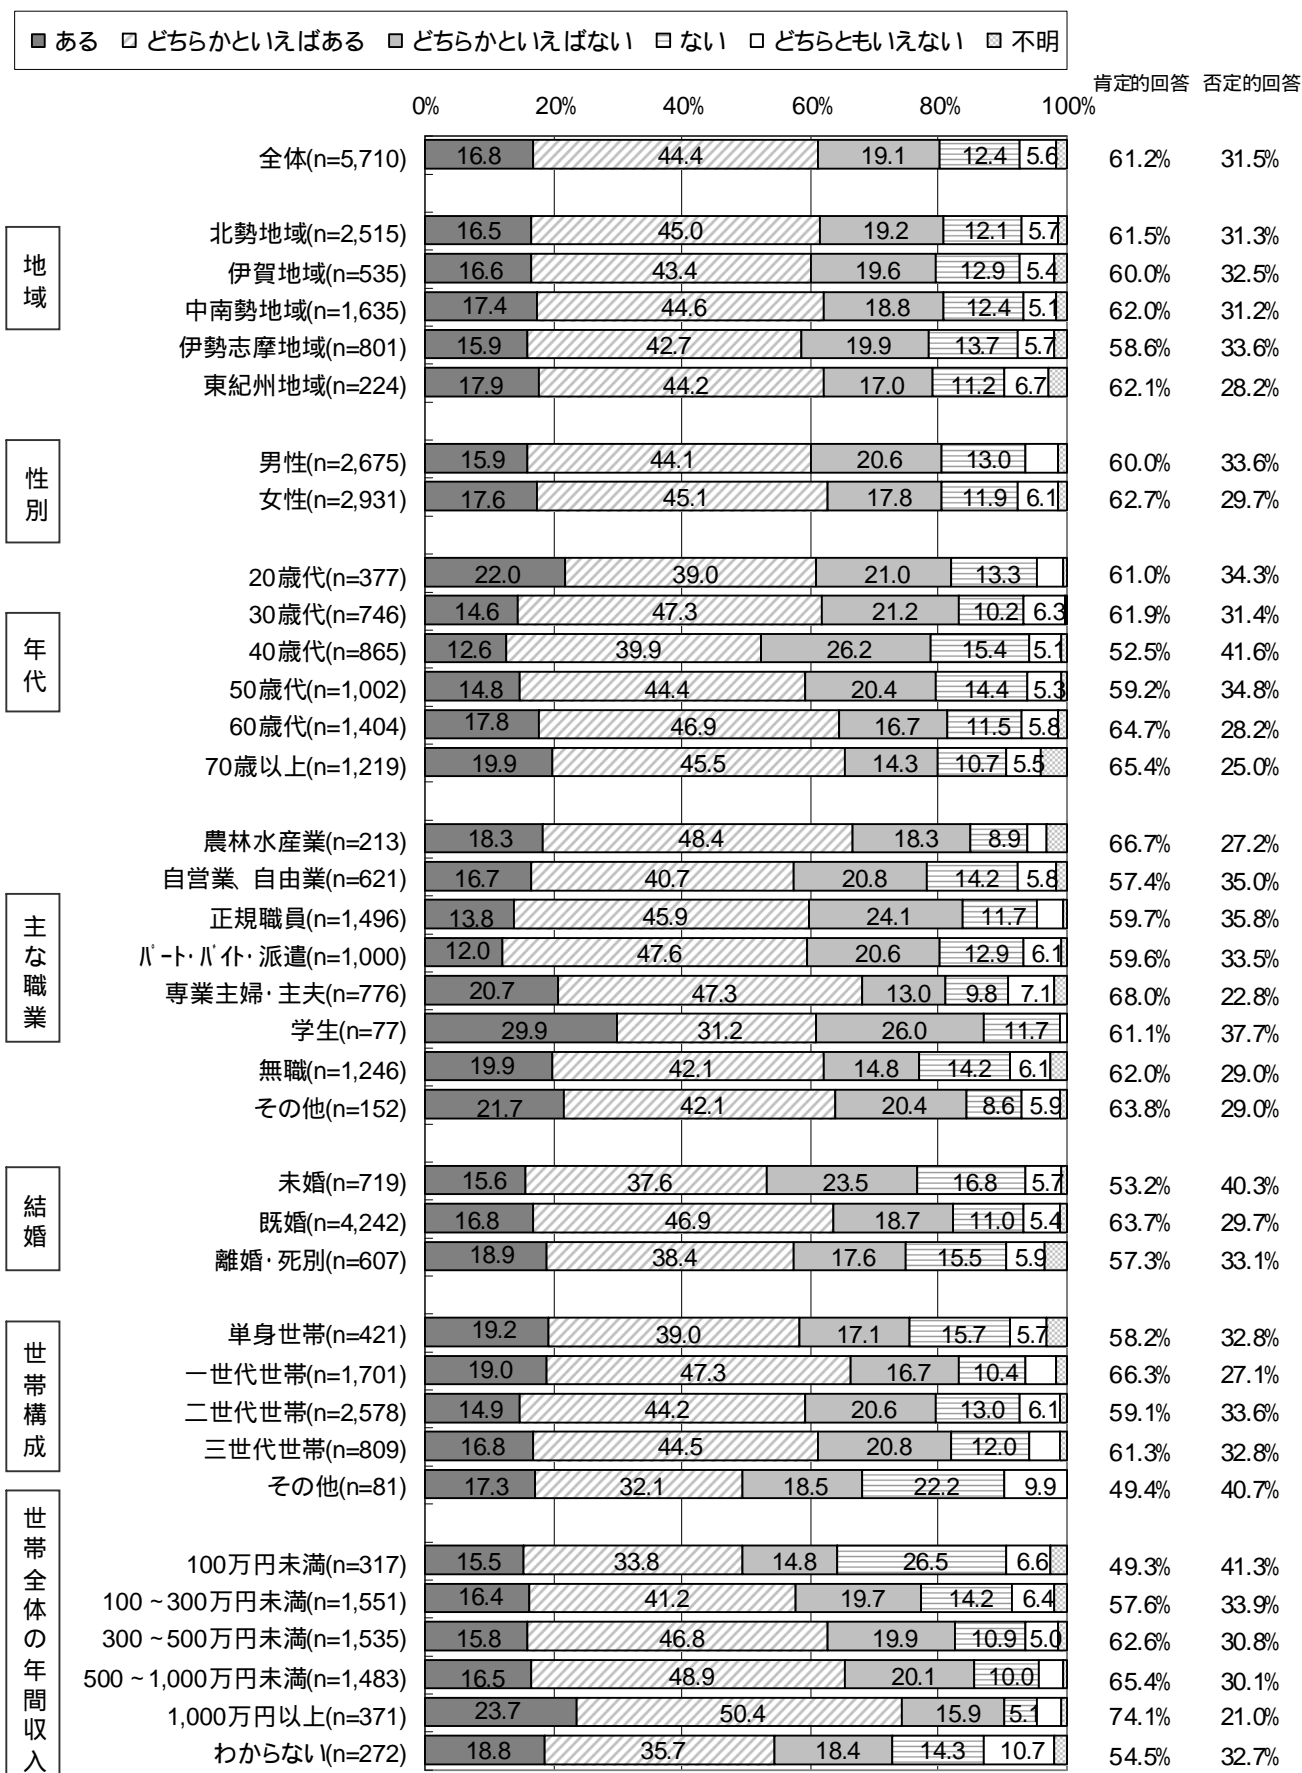 ある どちらかといえばある どちらかといえばない ない どちらともいえない 不明
肯定的回答 否定的回答
0% 20% 40% 60% 80% 100%
全体(n=5,710) 16.8 44.4 19.1 12.4 5.6 61.2% 31.5%
地域
北勢地域(n=2,515) 16.5 45.0 19.2 12.1 5.7 61.5% 31.3%
伊賀地域(n=535) 16.6 43.4 19.6 12.9 5.4 60.0% 32.5%
中南勢地域(n=1,635) 17.4 44.6 18.8 12.4 5.1 62.0% 31.2%
伊勢志摩地域(n=801) 15.9 42.7 19.9 13.7 5.7 58.6% 33.6%
東紀州地域(n=224) 17.9 44.2 17.0 11.2 6.7 62.1% 28.2%
性別
男性(n=2,675) 15.9 44.1 20.6 13.0 60.0% 33.6%
女性(n=2,931) 17.6 45.1 17.8 11.9 6.1 62.7% 29.7%
年代
20歳代(n=377) 22.0 39.0 21.0 13.3 61.0% 34.3%
30歳代(n=746) 14.6 47.3 21.2 10.2 6.3 61.9% 31.4%
40歳代(n=865) 12.6 39.9 26.2 15.4 5.1 52.5% 41.6%
50歳代(n=1,002) 14.8 44.4 20.4 14.4 5.3 59.2% 34.8%
60歳代(n=1,404) 17.8 46.9 16.7 11.5 5.8 64.7% 28.2%
70歳以上(n=1,219) 19.9 45.5 14.3 10.7 5.5 65.4% 25.0%
主な職業
農林水産業(n=213) 18.3 48.4 18.3 8.9 66.7% 27.2%
自営業、自由業(n=621) 16.7 40.7 20.8 14.2 5.8 57.4% 35.0%
正規職員(n=1,496) 13.8 45.9 24.1 11.7 59.7% 35.8%
ﾊﾟｰﾄ･ﾊﾞｲﾄ･派遣(n=1,000) 12.0 47.6 20.6 12.9 6.1 59.6% 33.5%
専業主婦･主夫(n=776) 20.7 47.3 13.0 9.8 7.1 68.0% 22.8%
学生(n=77) 29.9 31.2 26.0 11.7 61.1% 37.7%
無職(n=1,246) 19.9 42.1 14.8 14.2 6.1 62.0% 29.0%
その他(n=152) 21.7 42.1 20.4 8.6 5.9 63.8% 29.0%
結婚
未婚(n=719) 15.6 37.6 23.5 16.8 5.7 53.2% 40.3%
既婚(n=4,242) 16.8 46.9 18.7 11.0 5.4 63.7% 29.7%
離婚･死別(n=607) 18.9 38.4 17.6 15.5 5.9 57.3% 33.1%
世帯構成
単身世帯(n=421) 19.2 39.0 17.1 15.7 5.7 58.2% 32.8%
一世代世帯(n=1,701) 19.0 47.3 16.7 10.4 66.3% 27.1%
二世代世帯(n=2,578) 14.9 44.2 20.6 13.0 6.1 59.1% 33.6%
三世代世帯(n=809) 16.8 44.5 20.8 12.0 61.3% 32.8%
その他(n=81) 17.3 32.1 18.5 22.2 9.9 49.4% 40.7%
世帯全体の年間収入
100万円未満(n=317) 15.5 33.8 14.8 26.5 6.6 49.3% 41.3%
100~300万円未満(n=1,551) 16.4 41.2 19.7 14.2 6.4 57.6% 33.9%
300~500万円未満(n=1,535) 15.8 46.8 19.9 10.9 5.0 62.6% 30.8%
500~1,000万円未満(n=1,483) 16.5 48.9 20.1 10.0 65.4% 30.1%
1,000万円以上(n=371) 23.7 50.4 15.9 5.1 74.1% 21.0%
わからない(n=272) 18.8 35.7 18.4 14.3 10.7 54.5% 32.7%